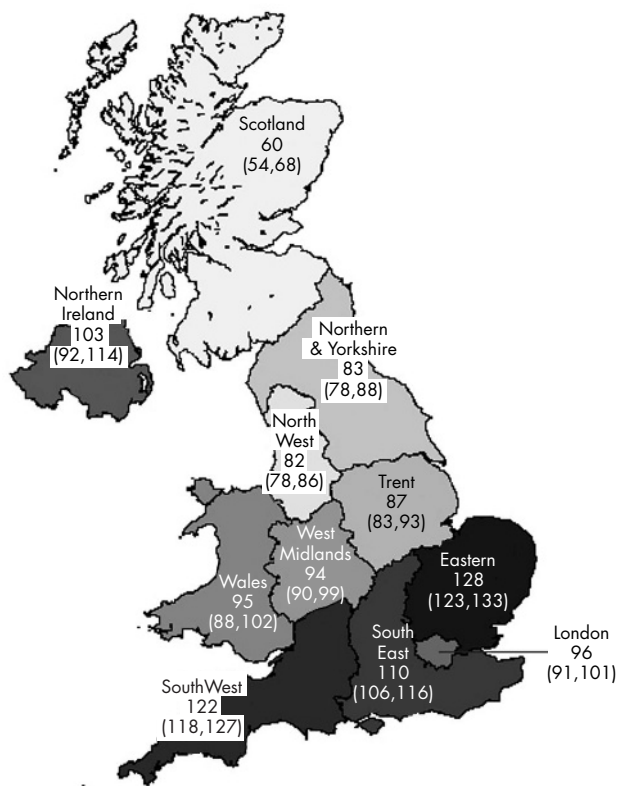 Scotland
60
(54,68)
Northern
Ireland
103
(92,114)
Northern
& Yorkshire
83
(78,88)
North
West
82
(78,86)
Trent
87
(83,93)
West
Midlands
94
(90,99)
Wales
95
(88,102)
Eastern
128
(123,133)
South
East
110
(106,116)
London
96
(91,101)
SouthWest
122
(118,127)